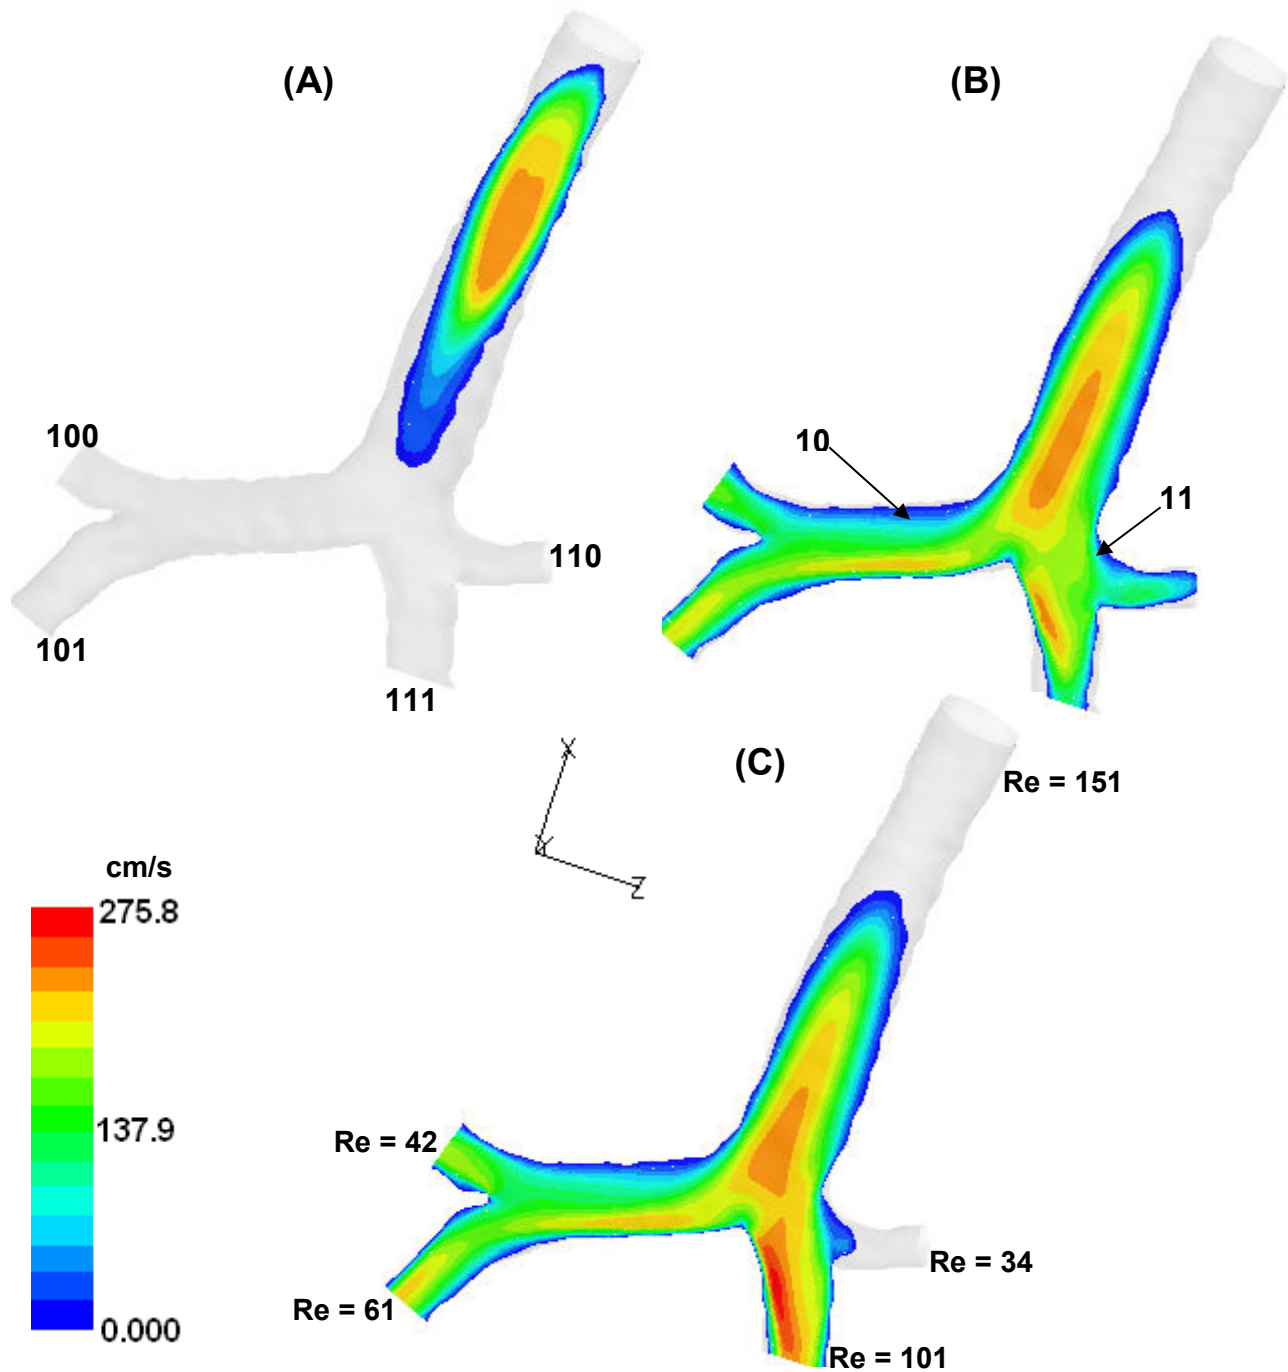 (A)
(B)
100
10
11
110
101
111
(C)
X
Y
Z
Re = 151
cm/s
275.8
137.9
0.000
Re = 42
Re = 34
Re = 61
Re = 101